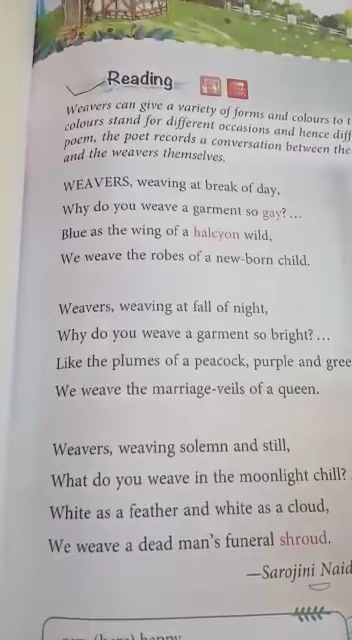 Reading
Weavers can give a variety of forms and colours to t
colours stand for different occasions and hence diff
poem, the poet records a conversation between the
and the weavers themselves.
WEAVERS, weaving at break of day,
Why do you weave a garment so gay?...
Blue as the wing of a halcyon wild,
We weave the robes of a new-born child.
Weavers, weaving at fall of night,
Why do you weave a garment so bright?...
Like the plumes of a peacock, purple and gree
We weave the marriage-veils of a queen.
Weavers, weaving solemn and still,
What do you weave in the moonlight chill?
White as a feather and white as a cloud,
We weave a dead man's funeral shroud.
—Sarojini Naid
happy